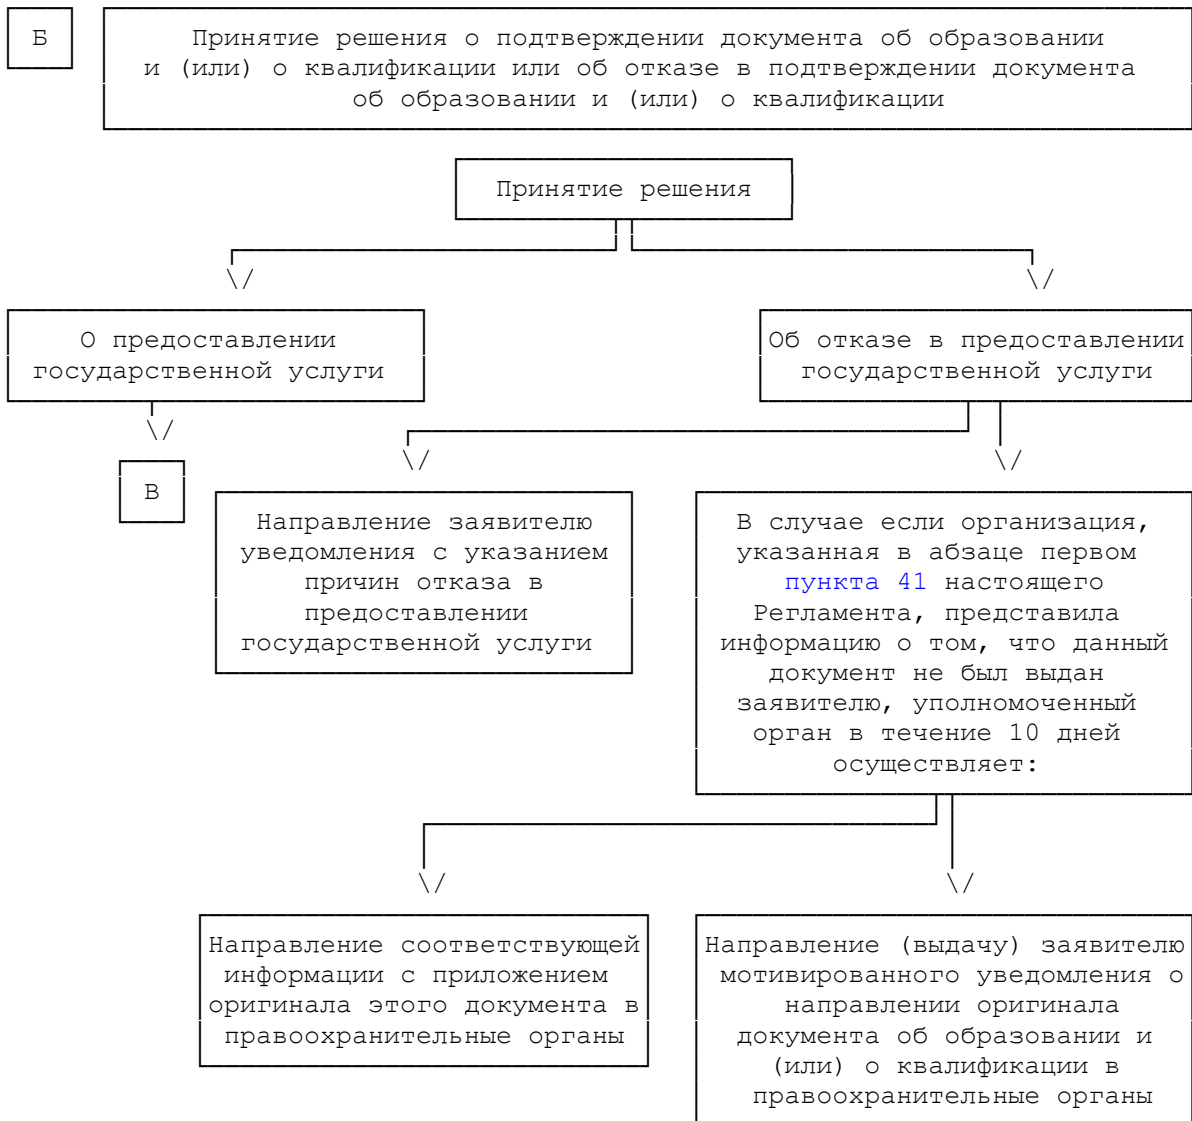 Б
Принятие решения о подтверждении документа об образовании
и (или) о квалификации или об отказе в подтверждении документа
об образовании и (или) о квалификации
Принятие решения
О предоставлении
государственной услуги
Об отказе в предоставлении
государственной услуги
В
Направление заявителю
уведомления с указанием
причин отказа в
предоставлении
государственной услуги
В случае если организация,
указанная в абзаце первом
пункта 41 настоящего
Регламента, представила
информацию о том, что данный
документ не был выдан
заявителю, уполномоченный
орган в течение 10 дней
осуществляет:
Направление соответствующей
информации с приложением
оригинала этого документа в
правоохранительные органы
Направление (выдачу) заявителю
мотивированного уведомления о
направлении оригинала
документа об образовании и
(или) о квалификации в
правоохранительные органы